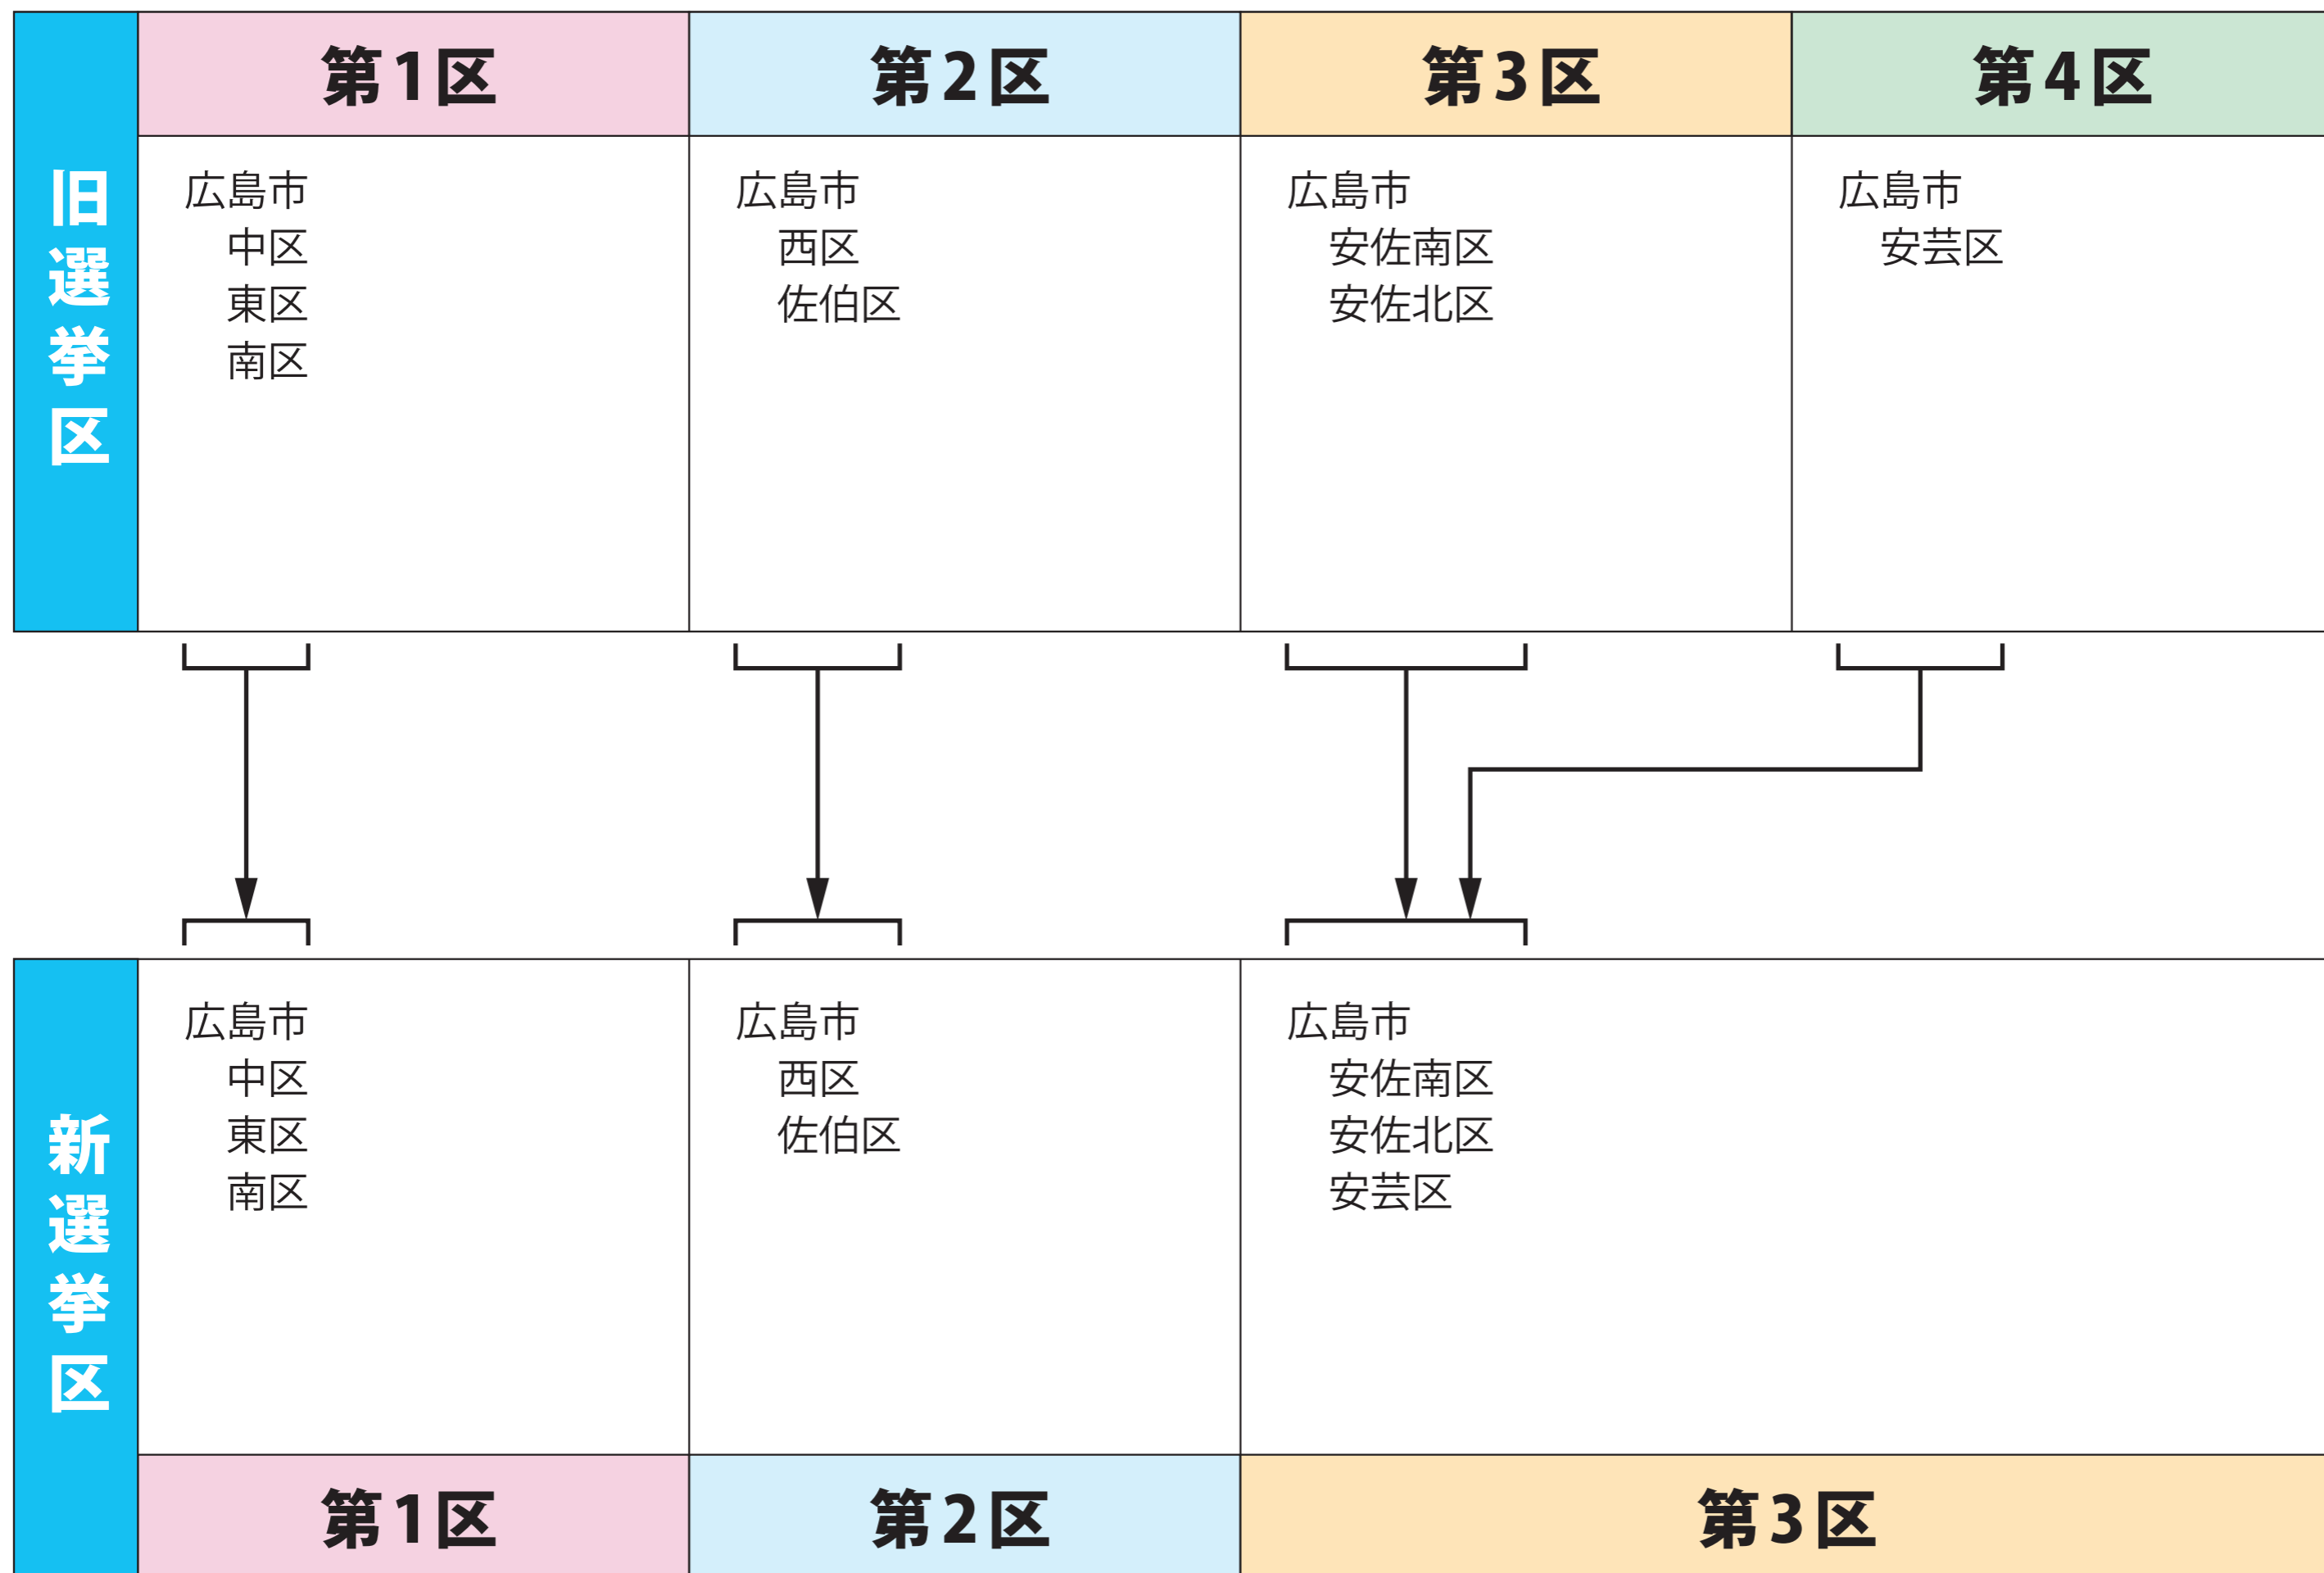 旧選挙区
第1区
第2区
第3区
第4区
広島市
中区
東区
南区
広島市
西区
佐伯区
広島市
安佐南区
安佐北区
広島市
安芸区
新選挙区
広島市
中区
東区
南区
広島市
西区
佐伯区
広島市
安佐南区
安佐北区
安芸区
第1区
第2区
第3区